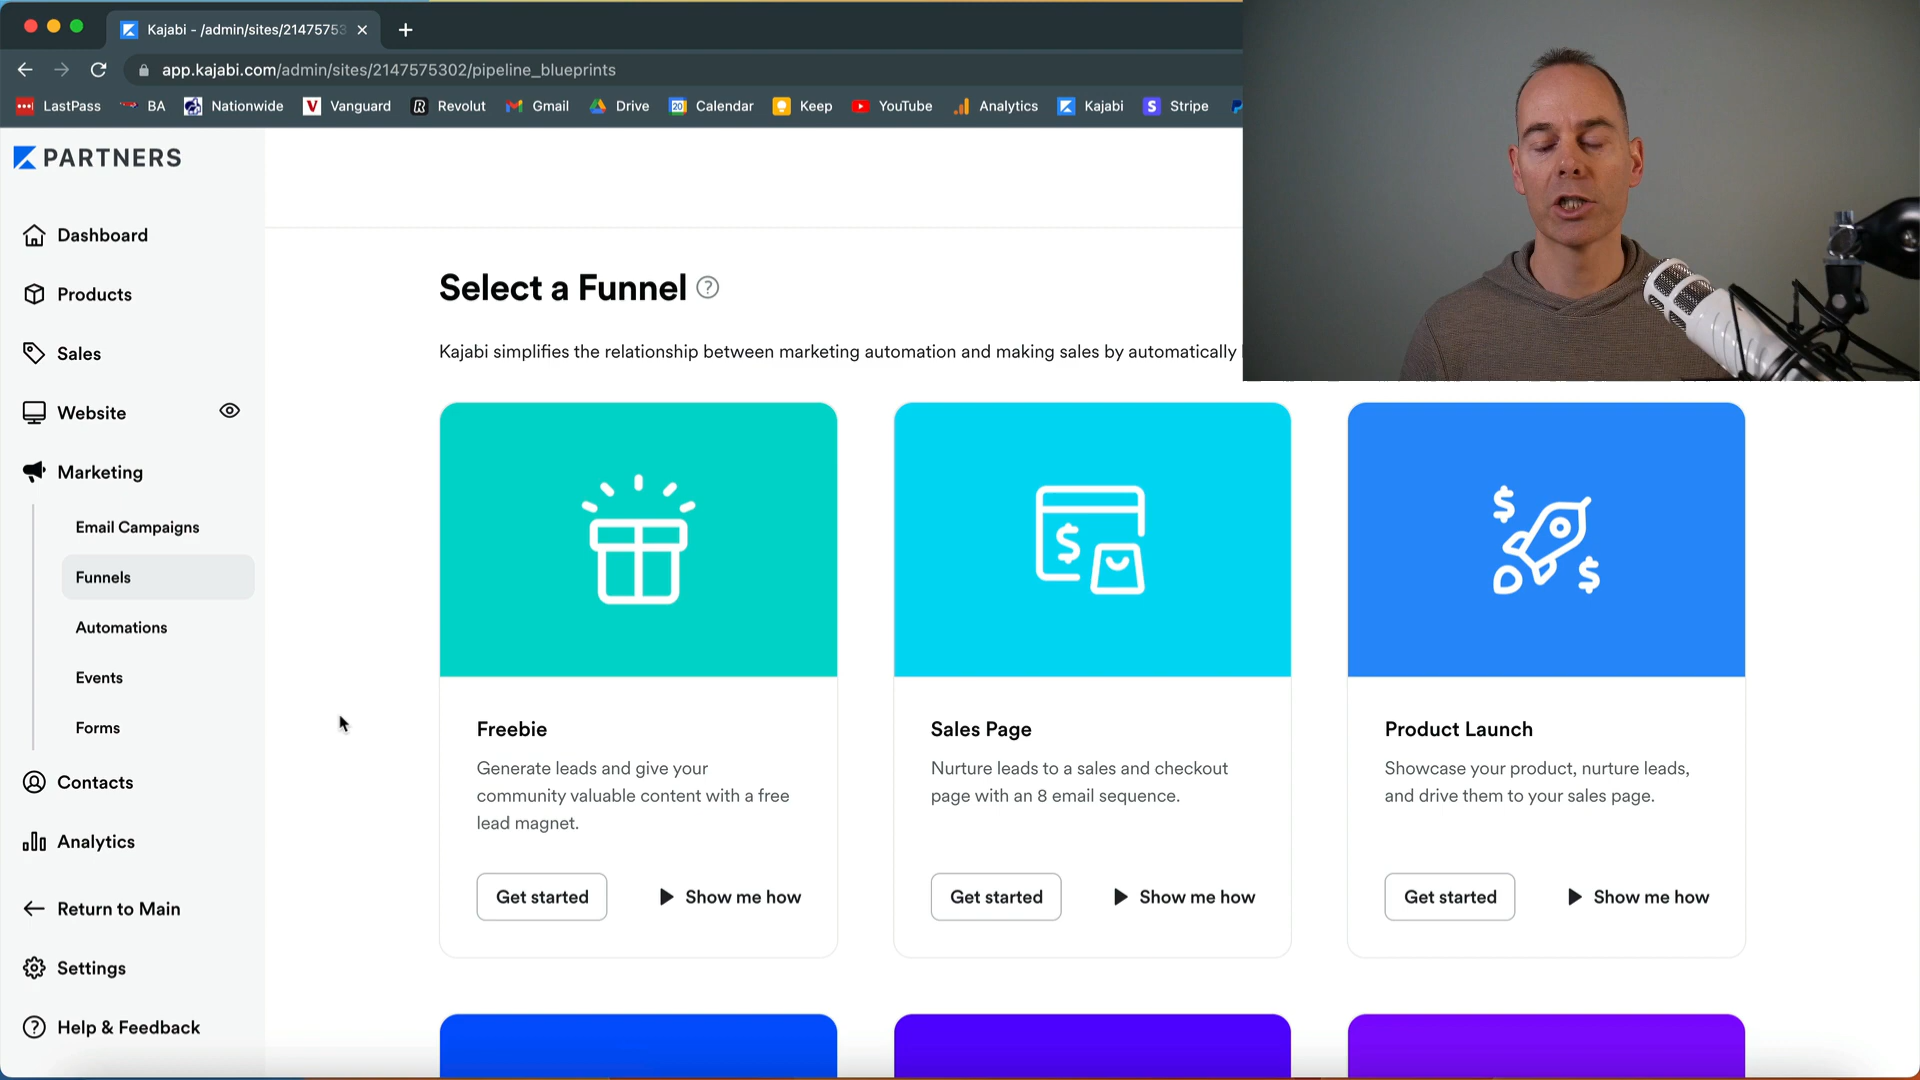 Kajabi - /admin/sites/21475753
app.kajabi.com/admin/sites/2147575302/pipeline_blueprints
LastPass
BA
Nationwide
Vanguard
Revolut
Gmail
Drive
20
Calendar
Keep
YouTube
Analytics
Kajabi
Stripe
PARTNERS
Dashboard
Products
Sales
Website
Marketing
Email Campaigns
Funnels
Automations
Events
Forms
Contacts
Analytics
Return to Main
Settings
Help & Feedback
Select a Funnel
Kajabi simplifies the relationship between marketing automation and making sales by automatically
Freebie
Generate leads and give your
community valuable content with a free
lead magnet.
Get started
Show me how
Sales Page
Nurture leads to a sales and checkout
page with an 8 email sequence.
Get started
Show me how
Product Launch
Showcase your product, nurture leads,
and drive them to your sales page.
Get started
Show me how